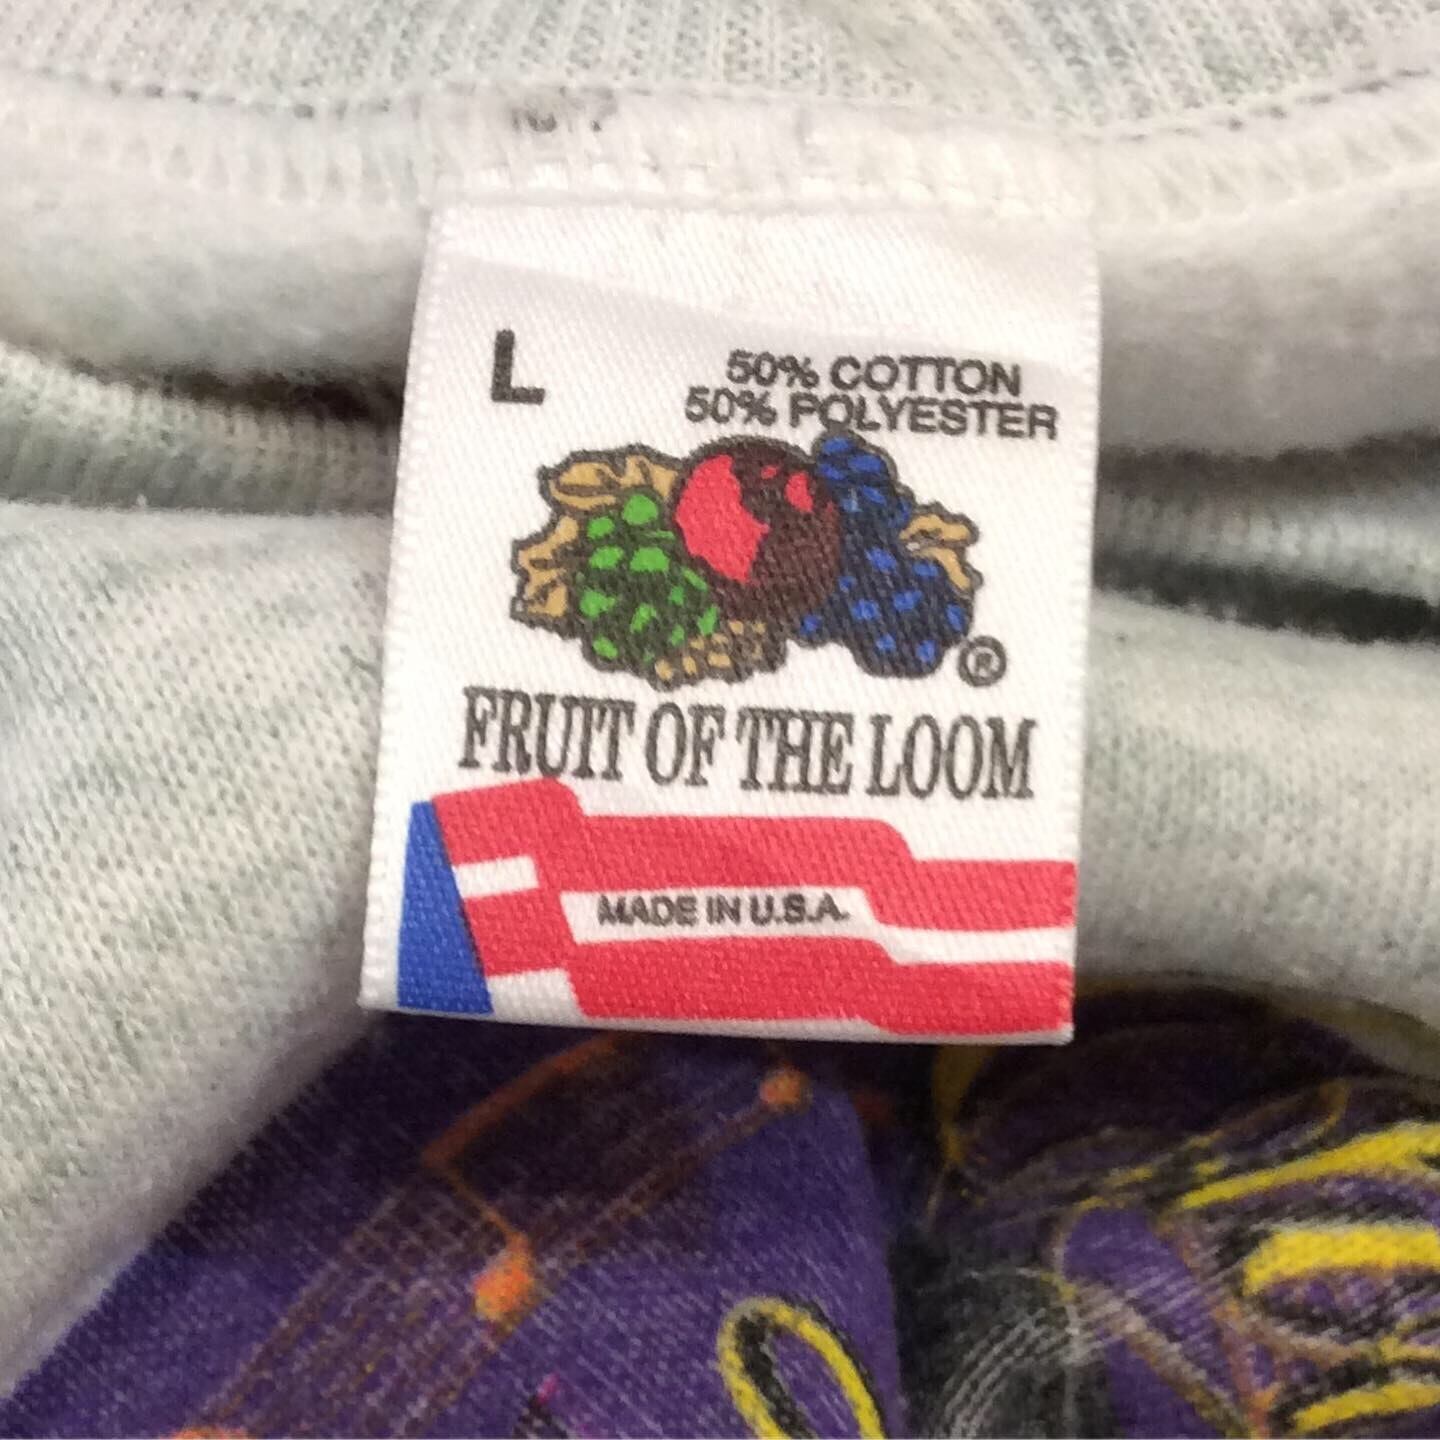 L
50% COTTON
50% POLYESTER
®
FRUIT OF THE LOOM
MADE IN U.S.A.